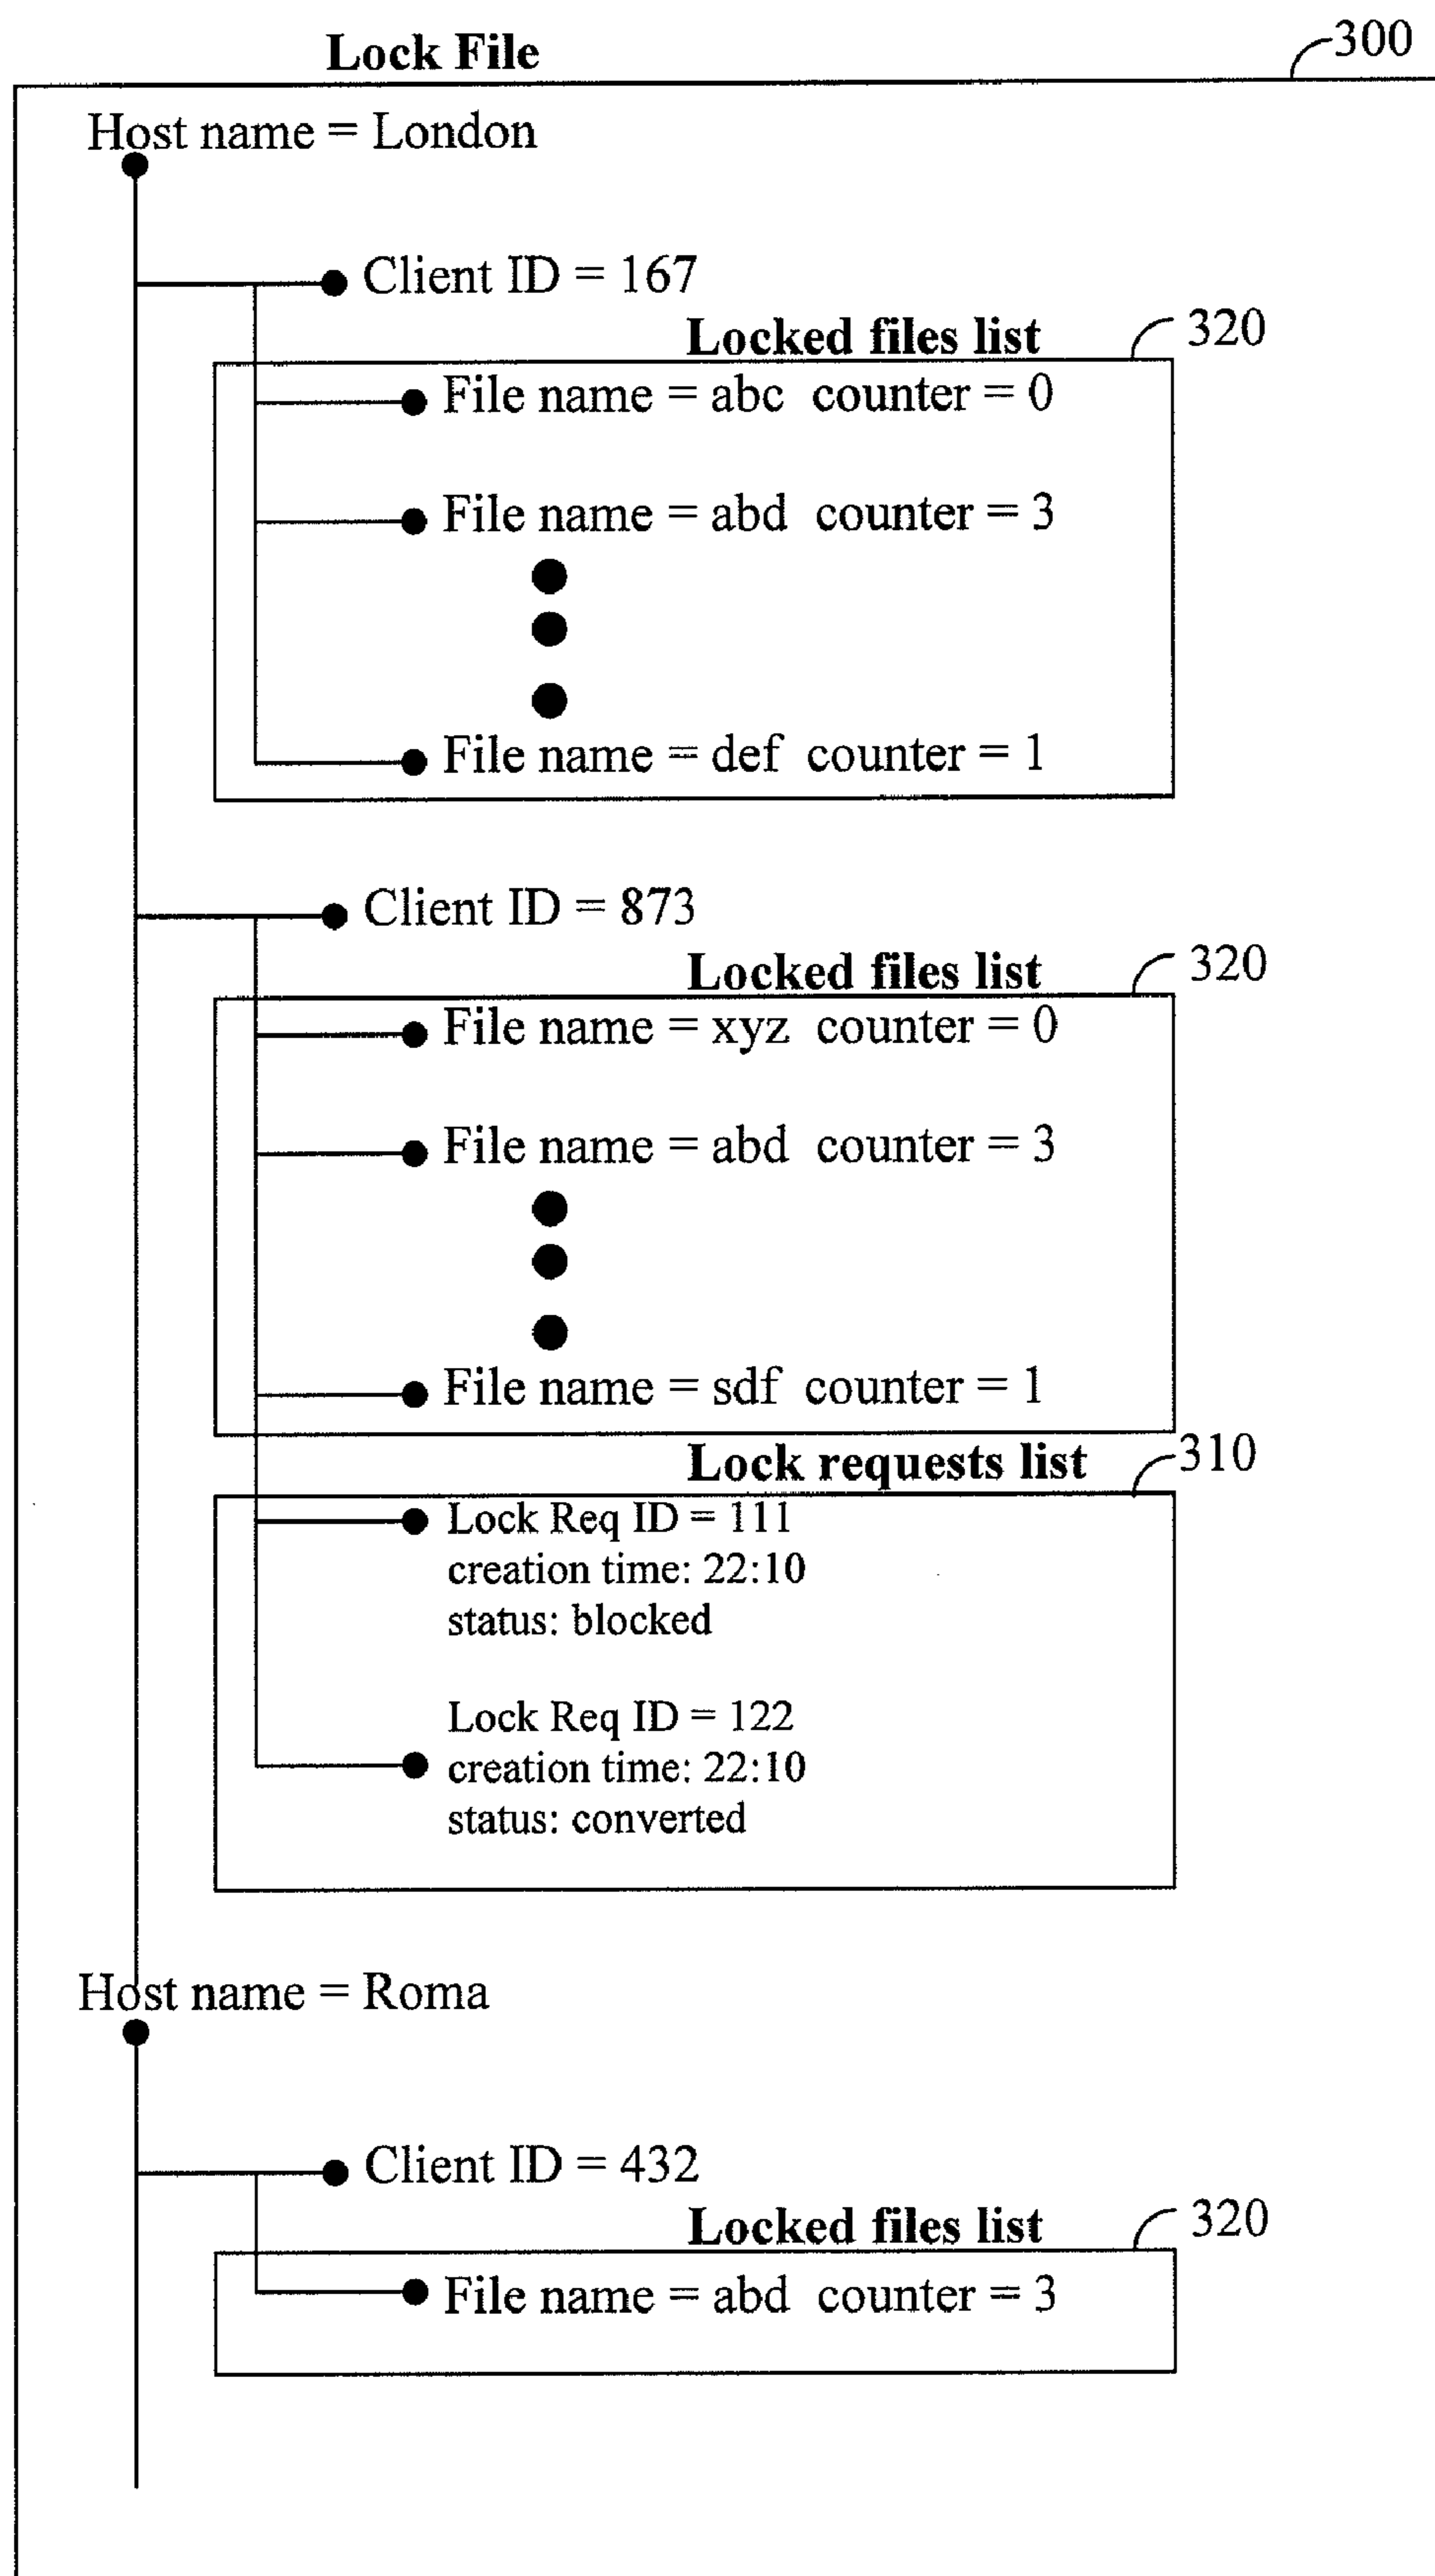 Lock File
300
Host name = London
Client ID = 167
Locked files list
320
File name = abc counter = 0
File name = abd counter = 3
File name = def counter = 1
Client ID = 873
Locked files list
320
File name = xyz counter = 0
File name = abd counter = 3
File name = sdf counter = 1
Lock requests list
310
Lock Req ID = 111
creation time: 22:10
status: blocked
Lock Req ID = 122
creation time: 22:10
status: converted
Host name = Roma
Client ID = 432
Locked files list
320
File name = abd counter = 3